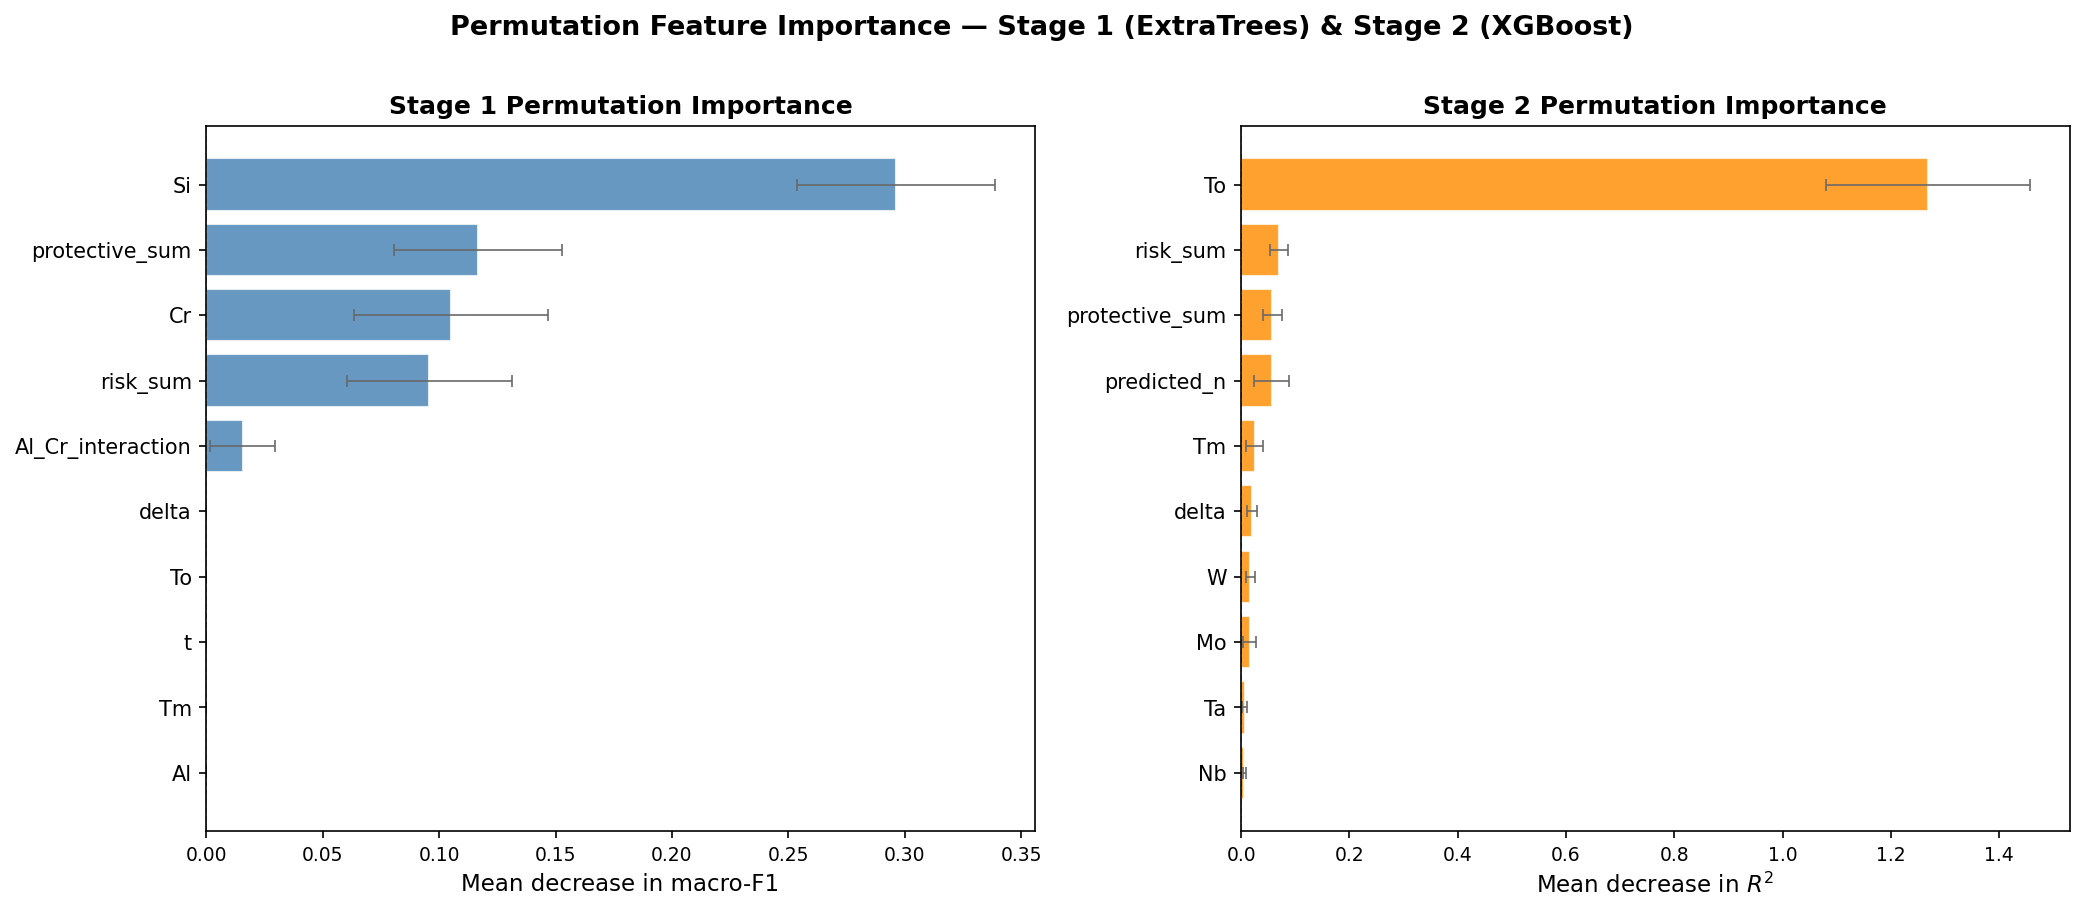 Permutation Feature Importance — Stage 1 (ExtraTrees) & Stage 2 (XGBoost)
Stage 1 Permutation Importance
Si
protective_sum
Cr
risk_sum
Al_Cr_interaction
delta
To
t
Tm
Al
0.00 0.05 0.10 0.15 0.20 0.25 0.30 0.35
Mean decrease in macro-F1
Stage 2 Permutation Importance
To
risk_sum
protective_sum
predicted_n
Tm
delta
W
Mo
Ta
Nb
0.0 0.2 0.4 0.6 0.8 1.0 1.2 1.4
Mean decrease in R²